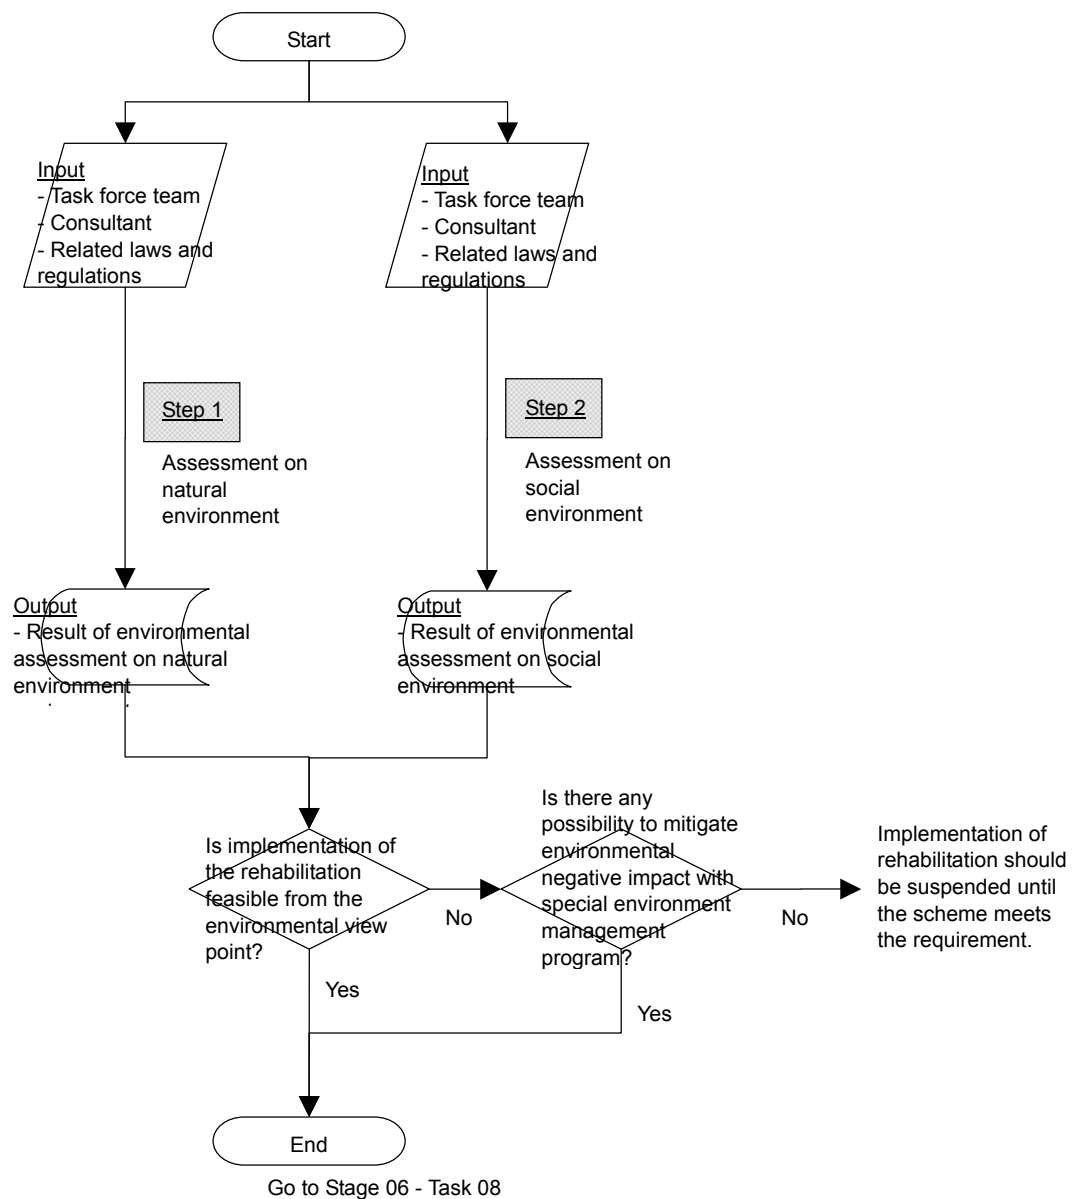 Start
Input
- Task force team
- Consultant
- Related laws and
regulations
Input
- Task force team
- Consultant
- Related laws and
regulations
Step 1
Assessment on
natural
environment
Step 2
Assessment on
social
environment
Output
- Result of environmental
assessment on natural
environment
Output
- Result of environmental
assessment on social
environment
Is implementation of
the rehabilitation
feasible from the
environmental view
point?
No
Yes
Is there any
possibility to mitigate
environmental
negative impact with
special environment
management
program?
No
Yes
Implementation of
rehabilitation should
be suspended until
the scheme meets
the requirement.
End
Go to Stage 06 - Task 08